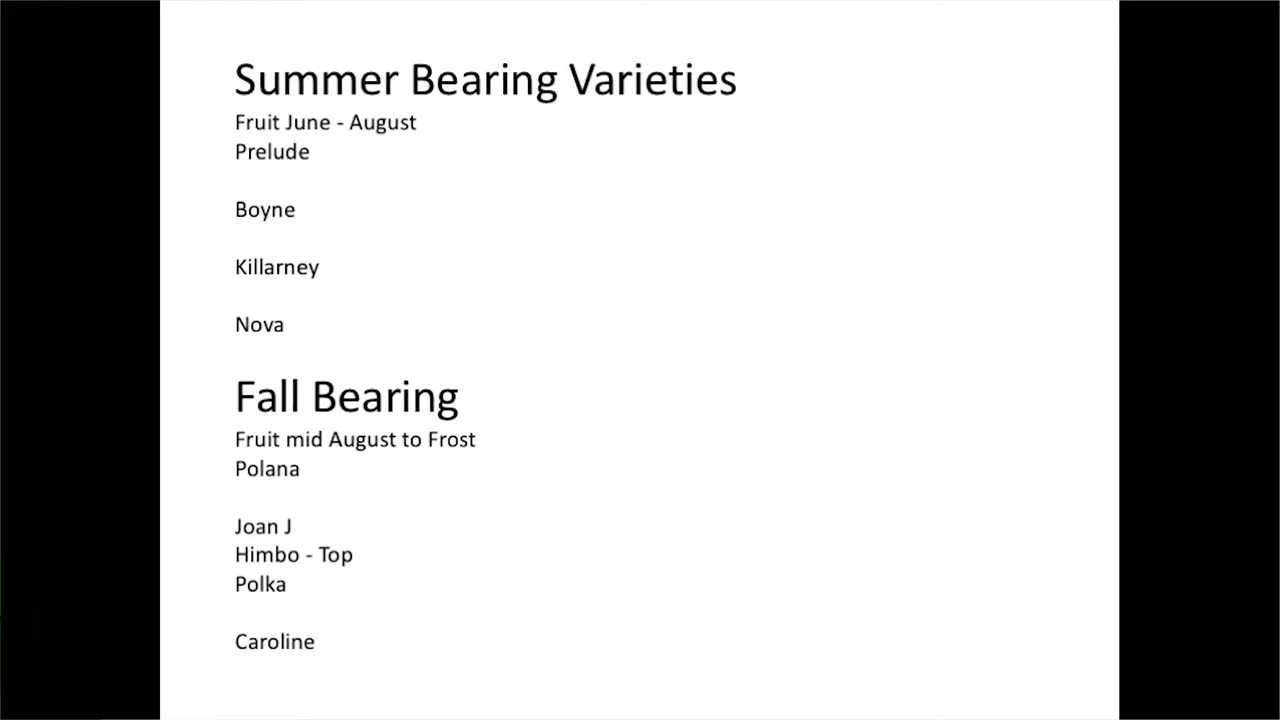 Summer Bearing Varieties
Fruit June - August
Prelude
Boyne
Killarney
Nova
Fall Bearing
Fruit mid August to Frost
Polana
Joan J
Himbo - Top
Polka
Caroline